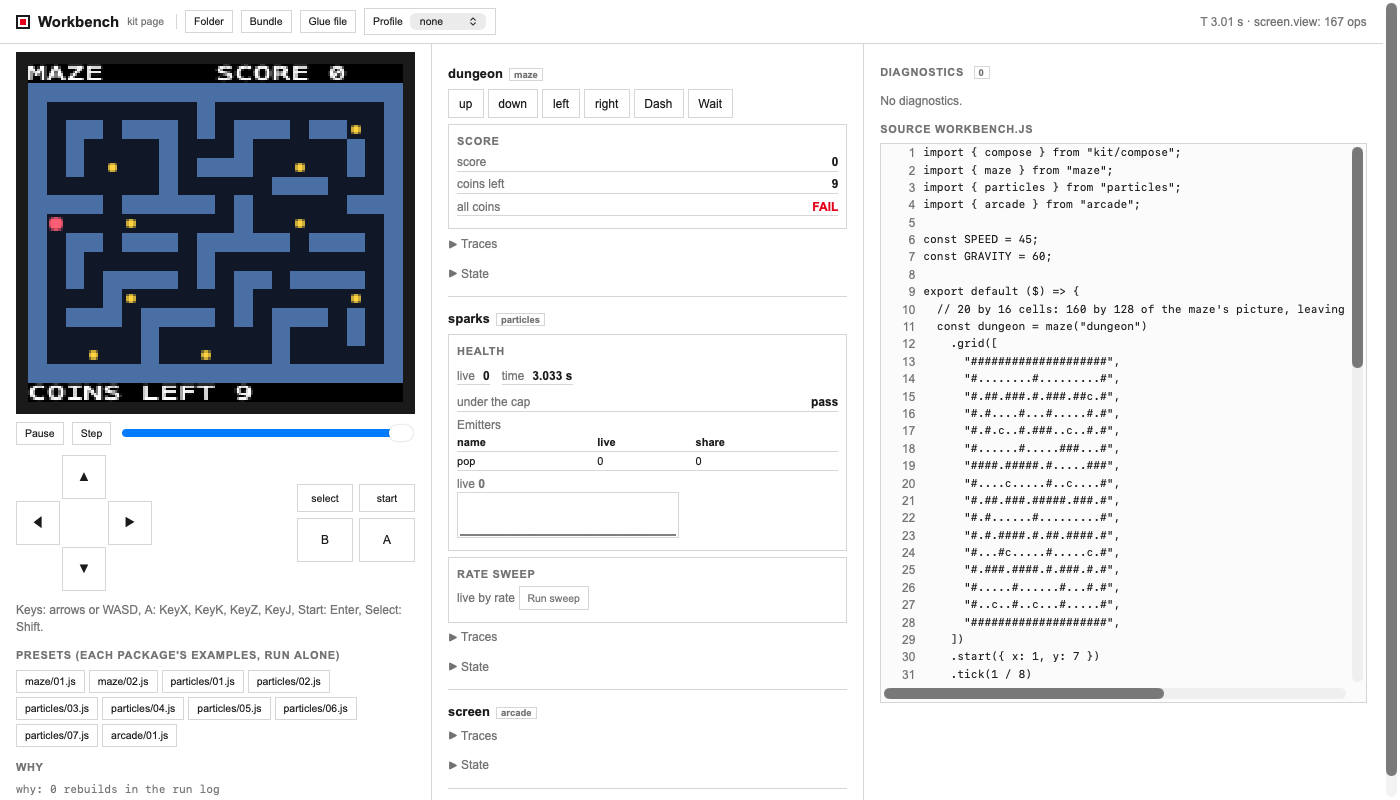 Workbench kit page Folder Bundle Glue file Profile none T 3.01 s · screen.view: 167 ops
MAZE SCORE 0
COINS LEFT 9
Pause Step
▲
◀ ▶
▼
select start
B A
Keys: arrows or WASD, A: KeyX, KeyK, KeyZ, KeyJ, Start: Enter, Select:
Shift.
PRESETS (EACH PACKAGE'S EXAMPLES, RUN ALONE)
maze/01.js maze/02.js particles/01.js particles/02.js
particles/03.js particles/04.js particles/05.js particles/06.js
particles/07.js arcade/01.js
WHY
why: 0 rebuilds in the run log
dungeon maze
up down left right Dash Wait
SCORE
score 0
coins left 9
all coins FAIL
▶ Traces
▶ State
sparks particles
HEALTH
live 0 time 3.033 s
under the cap pass
Emitters
name live share
pop 0 0
live 0
RATE SWEEP
live by rate Run sweep
▶ Traces
▶ State
screen arcade
▶ Traces
▶ State
DIAGNOSTICS 0
No diagnostics.
SOURCE WORKBENCH.JS
1 import { compose } from "kit/compose";
2 import { maze } from "maze";
3 import { particles } from "particles";
4 import { arcade } from "arcade";
5
6 const SPEED = 45;
7 const GRAVITY = 60;
8
9 export default ($) => {
10 // 20 by 16 cells: 160 by 128 of the maze's picture, leaving
11 const dungeon = maze("dungeon")
12 .grid([
13 "####################",
14 "#........#.........#",
15 "#.##.###.#.###.##c.#",
16 "#.#....#...#.....#.#",
17 "#.#.c..#.###..c..#.#",
18 "#......#.....###...#",
19 "####.#####.#.....###",
20 "#....c.....#..c....#",
21 "#.##.###.#####.###.#",
22 "#.#......#.........#",
23 "#.#.####.#.##.####.#",
24 "#...#c.....#.....c.#",
25 "#.###.####.#.###.#.#",
26 "#.....#......#...#.#",
27 "#..c..#..c...#.....#",
28 "####################",
29 ])
30 .start({ x: 1, y: 7 })
31 .tick(1 / 8)